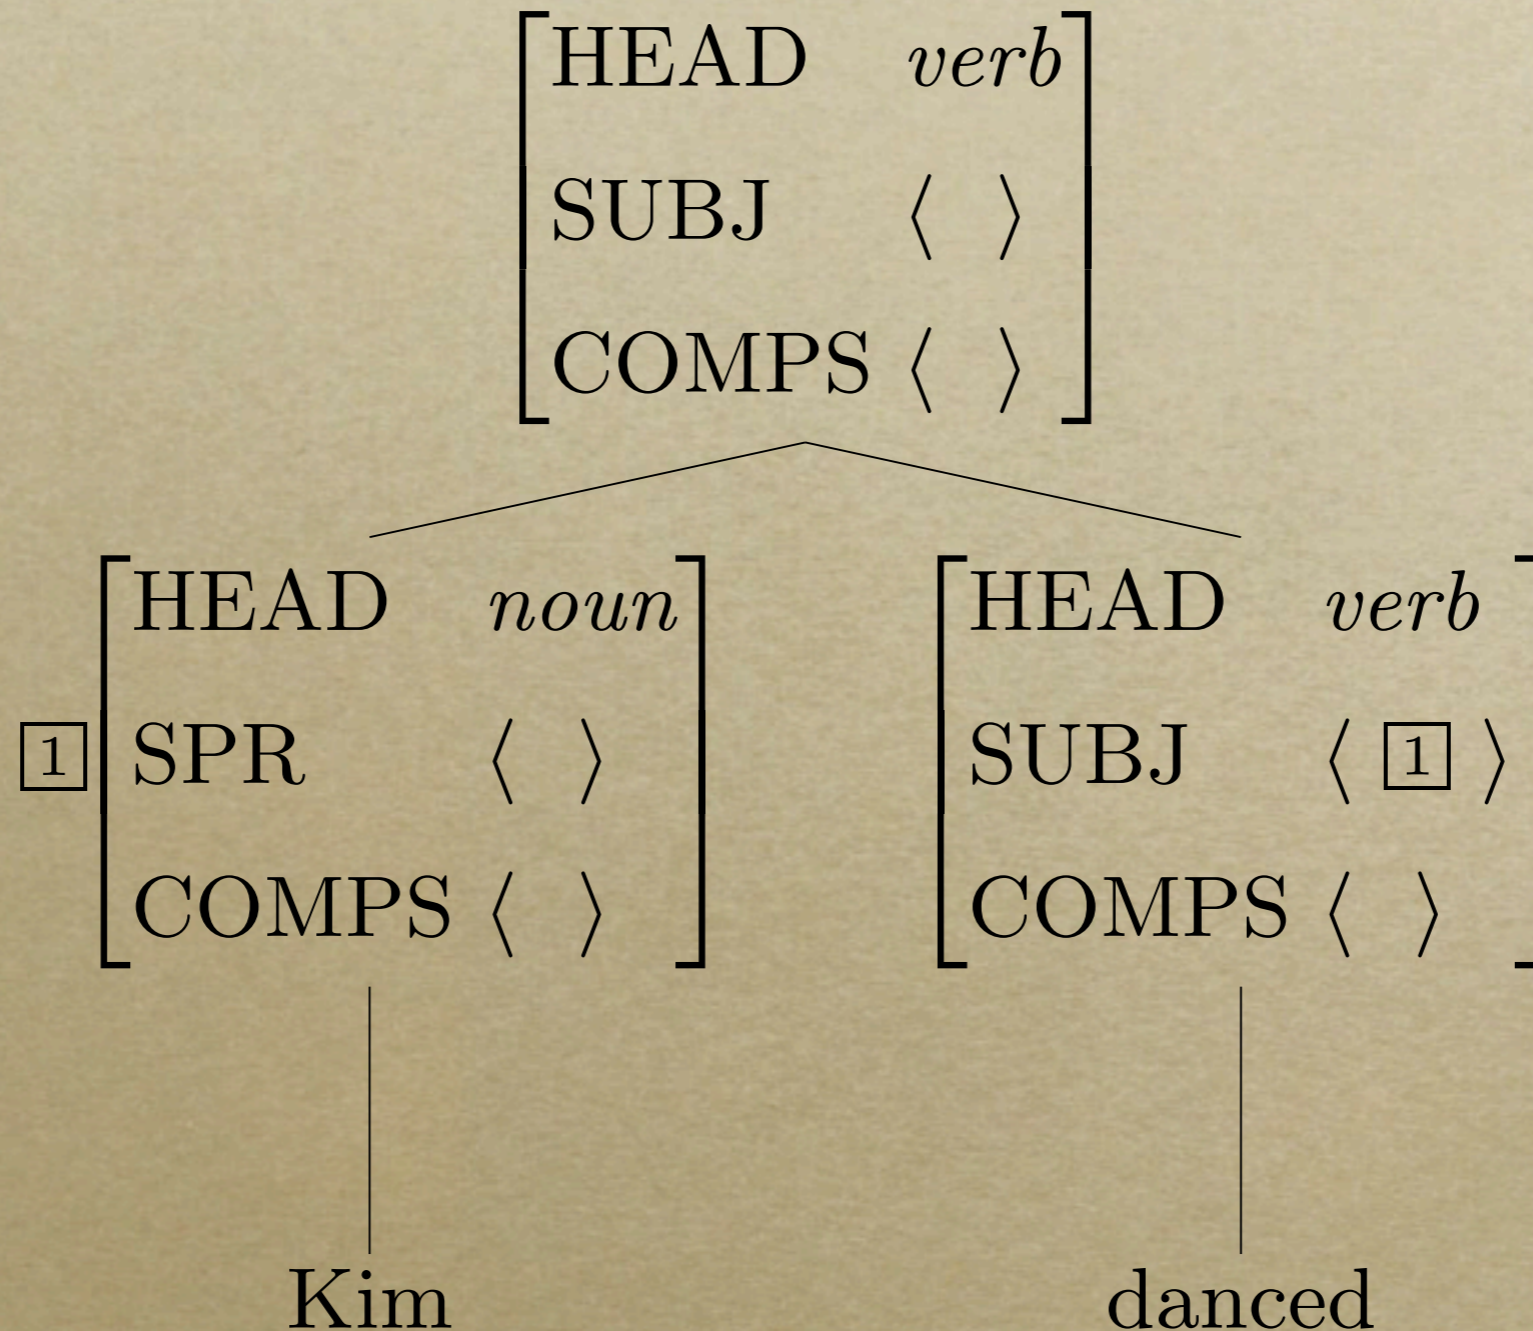 HEAD verb
SUBJ ⟨ ⟩
COMPS ⟨ ⟩
HEAD noun
1 SPR ⟨ ⟩
COMPS ⟨ ⟩
HEAD verb
SUBJ ⟨ 1 ⟩
COMPS ⟨ ⟩
Kim
danced